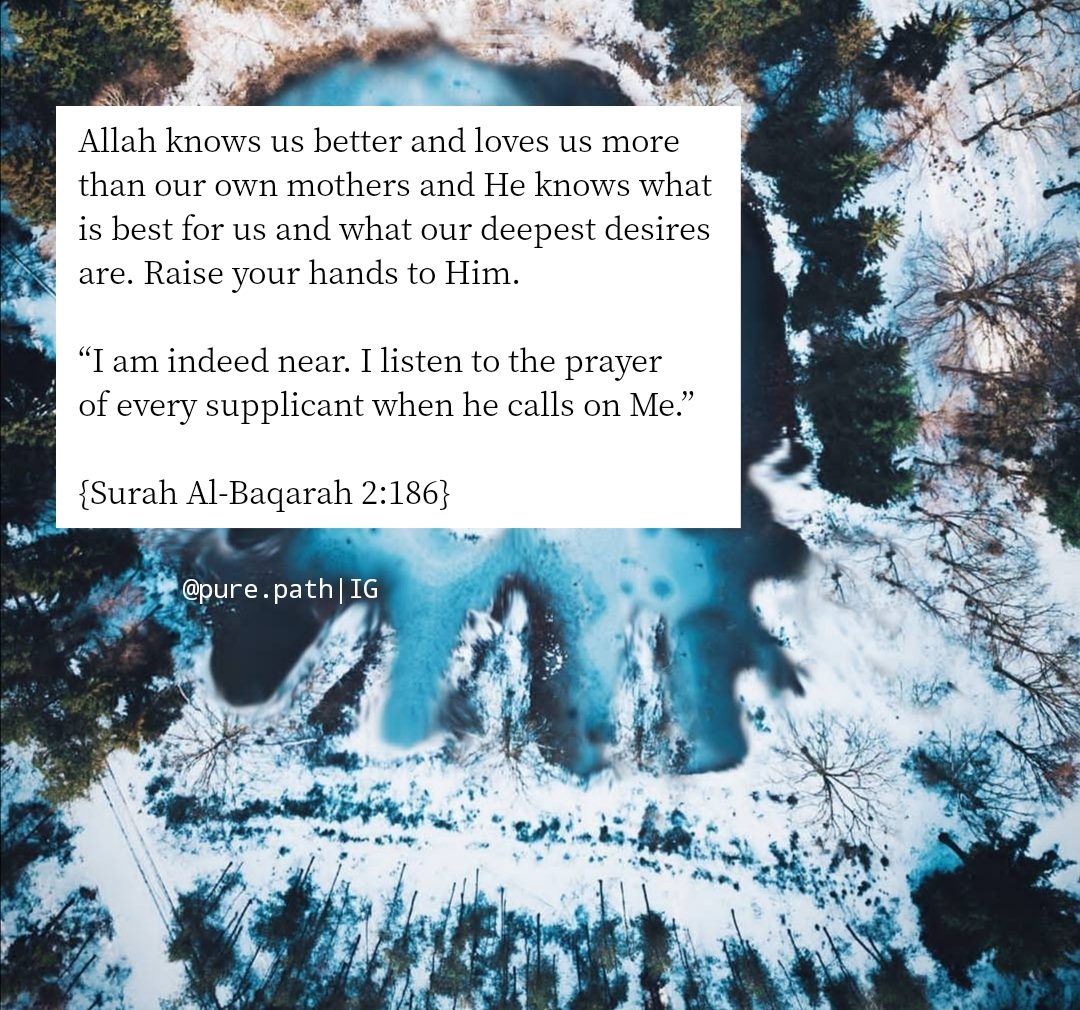 Allah knows us better and loves us more
than our own mothers and He knows what
is best for us and what our deepest desires
are. Raise your hands to Him.
“I am indeed near. I listen to the prayer
of every supplicant when he calls on Me.”
{Surah Al-Baqarah 2:186}
@pure.path|IG